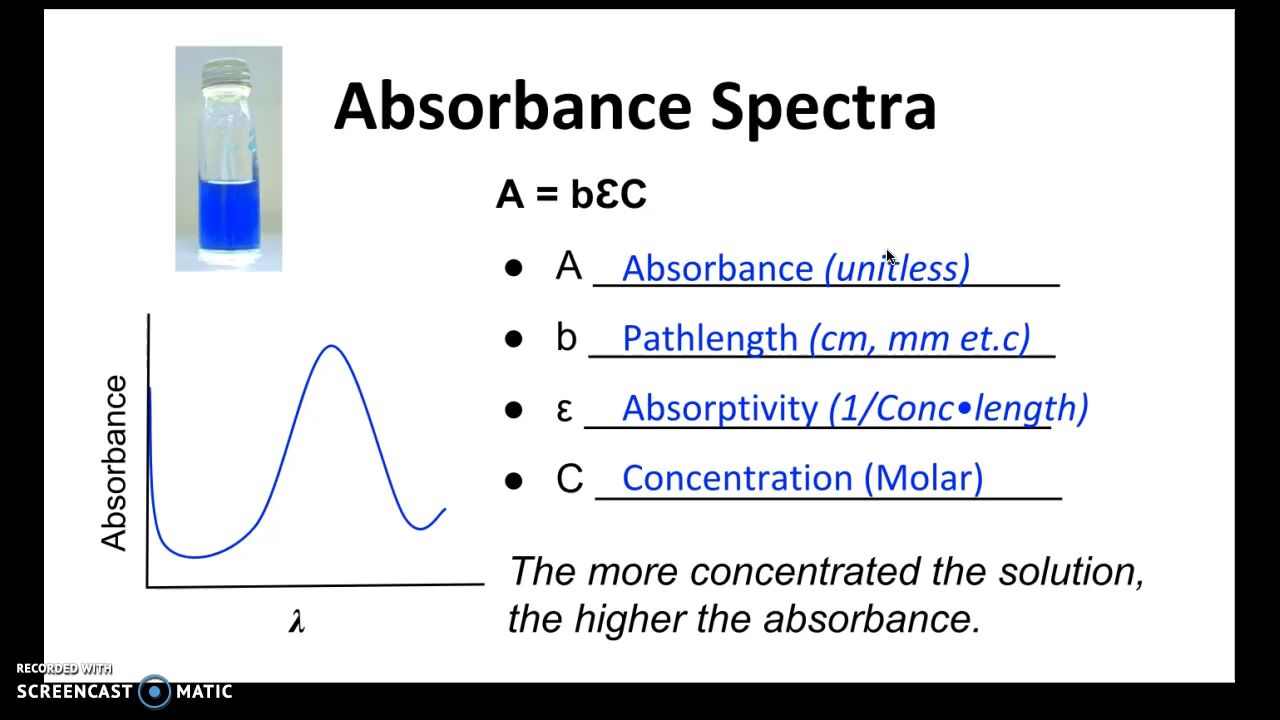 Absorbance Spectra
A = bƐC
● A Absorbance (unitless)
● b Pathlength (cm, mm et.c)
● ε Absorptivity (1/Conc•length)
● C Concentration (Molar)
The more concentrated the solution,
the higher the absorbance.
Absorbance
λ
RECORDED WITH
SCREENCAST MATIC